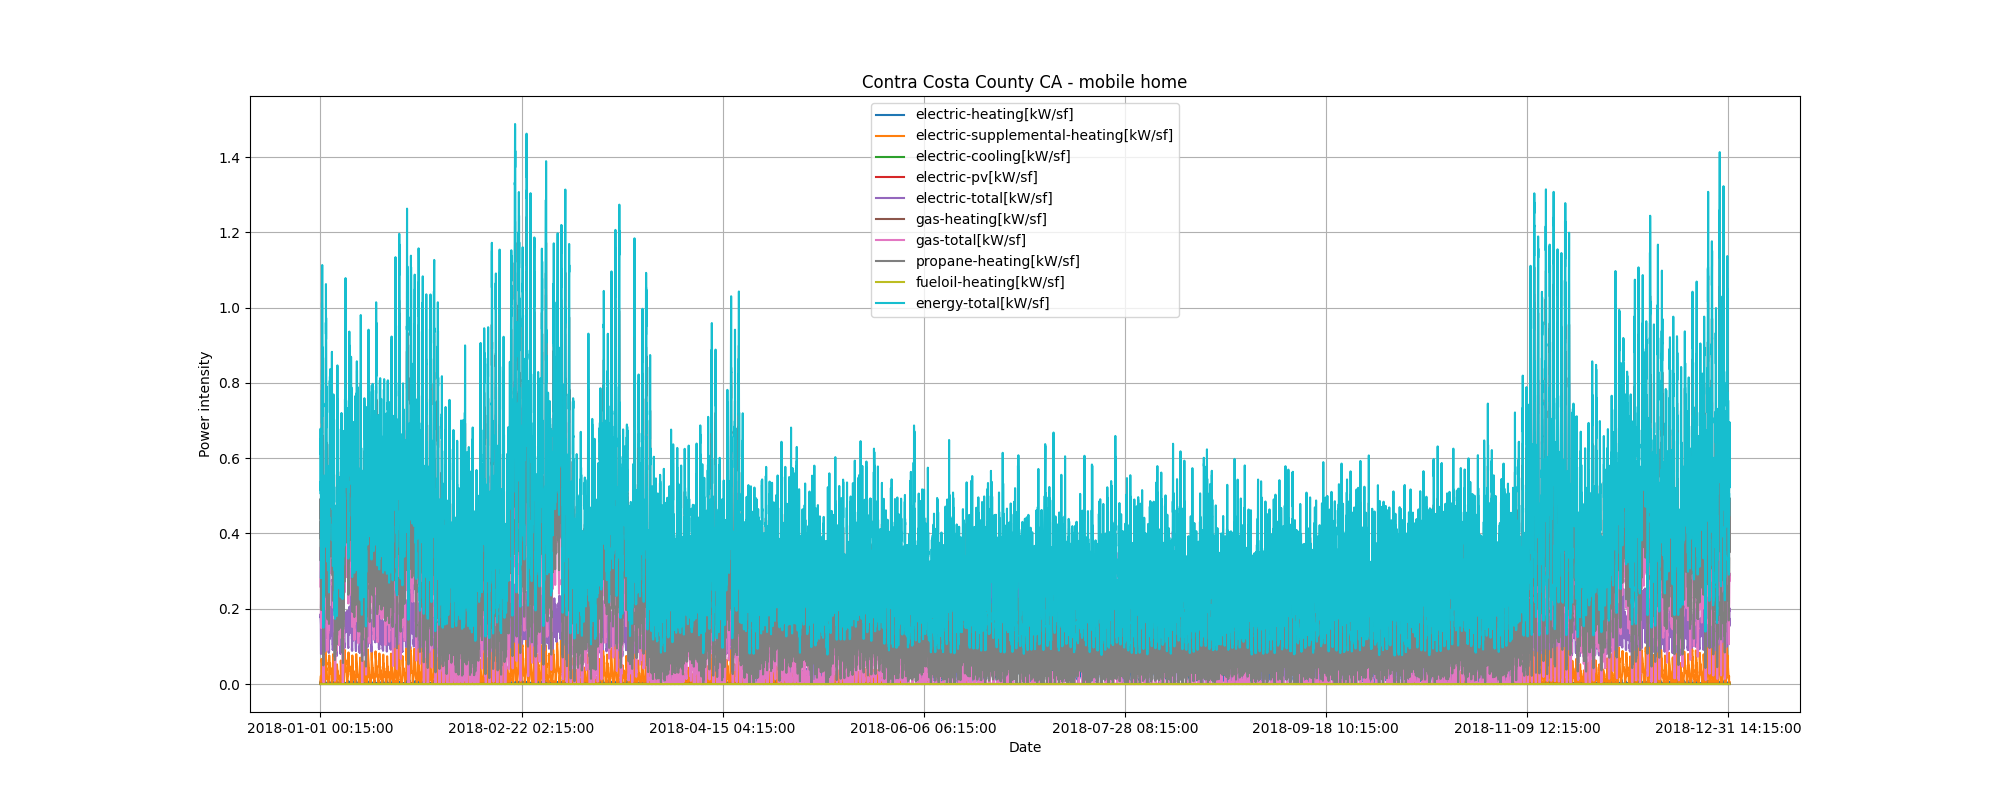 Contra Costa County CA - mobile home
electric-heating[kW/sf]
electric-supplemental-heating[kW/sf]
electric-cooling[kW/sf]
electric-pv[kW/sf]
electric-total[kW/sf]
gas-heating[kW/sf]
gas-total[kW/sf]
propane-heating[kW/sf]
fueloil-heating[kW/sf]
energy-total[kW/sf]
Power intensity
1.4
1.2
1.0
0.8
0.6
0.4
0.2
0.0
2018-01-01 00:15:00
2018-02-22 02:15:00
2018-04-15 04:15:00
2018-06-06 06:15:00
2018-07-28 08:15:00
2018-09-18 10:15:00
2018-11-09 12:15:00
2018-12-31 14:15:00
Date